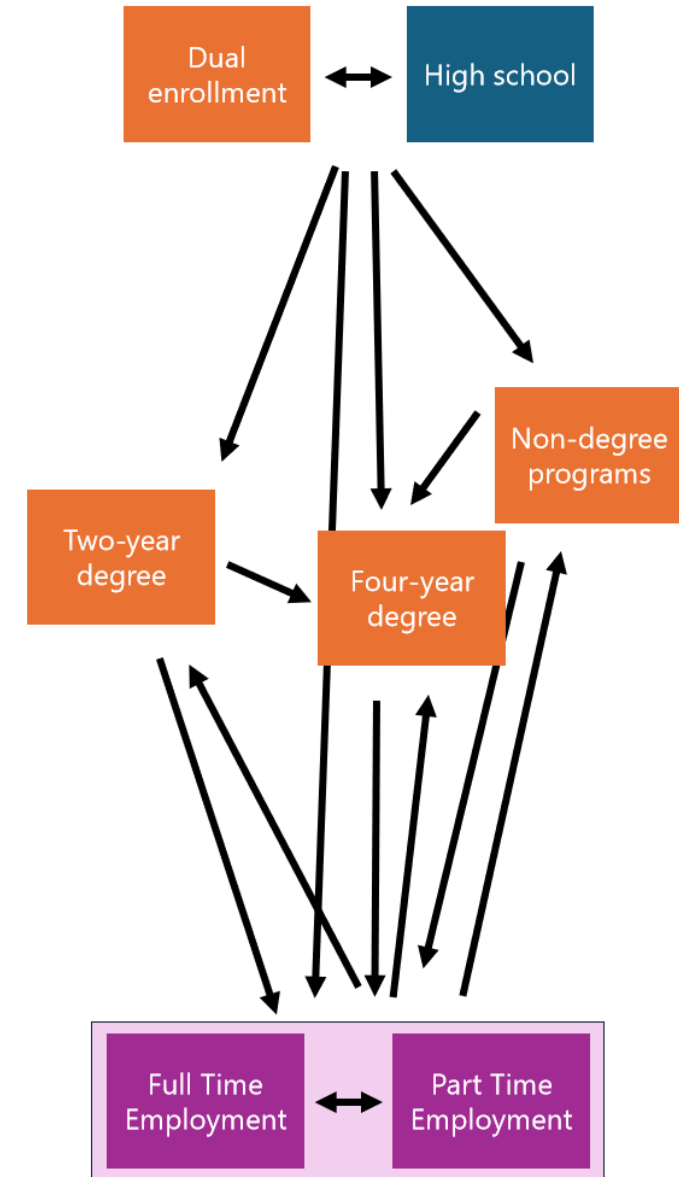 Dual
enrollment
High school
Non-degree
programs
Two-year
degree
Four-year
degree
Full Time
Employment
Part Time
Employment